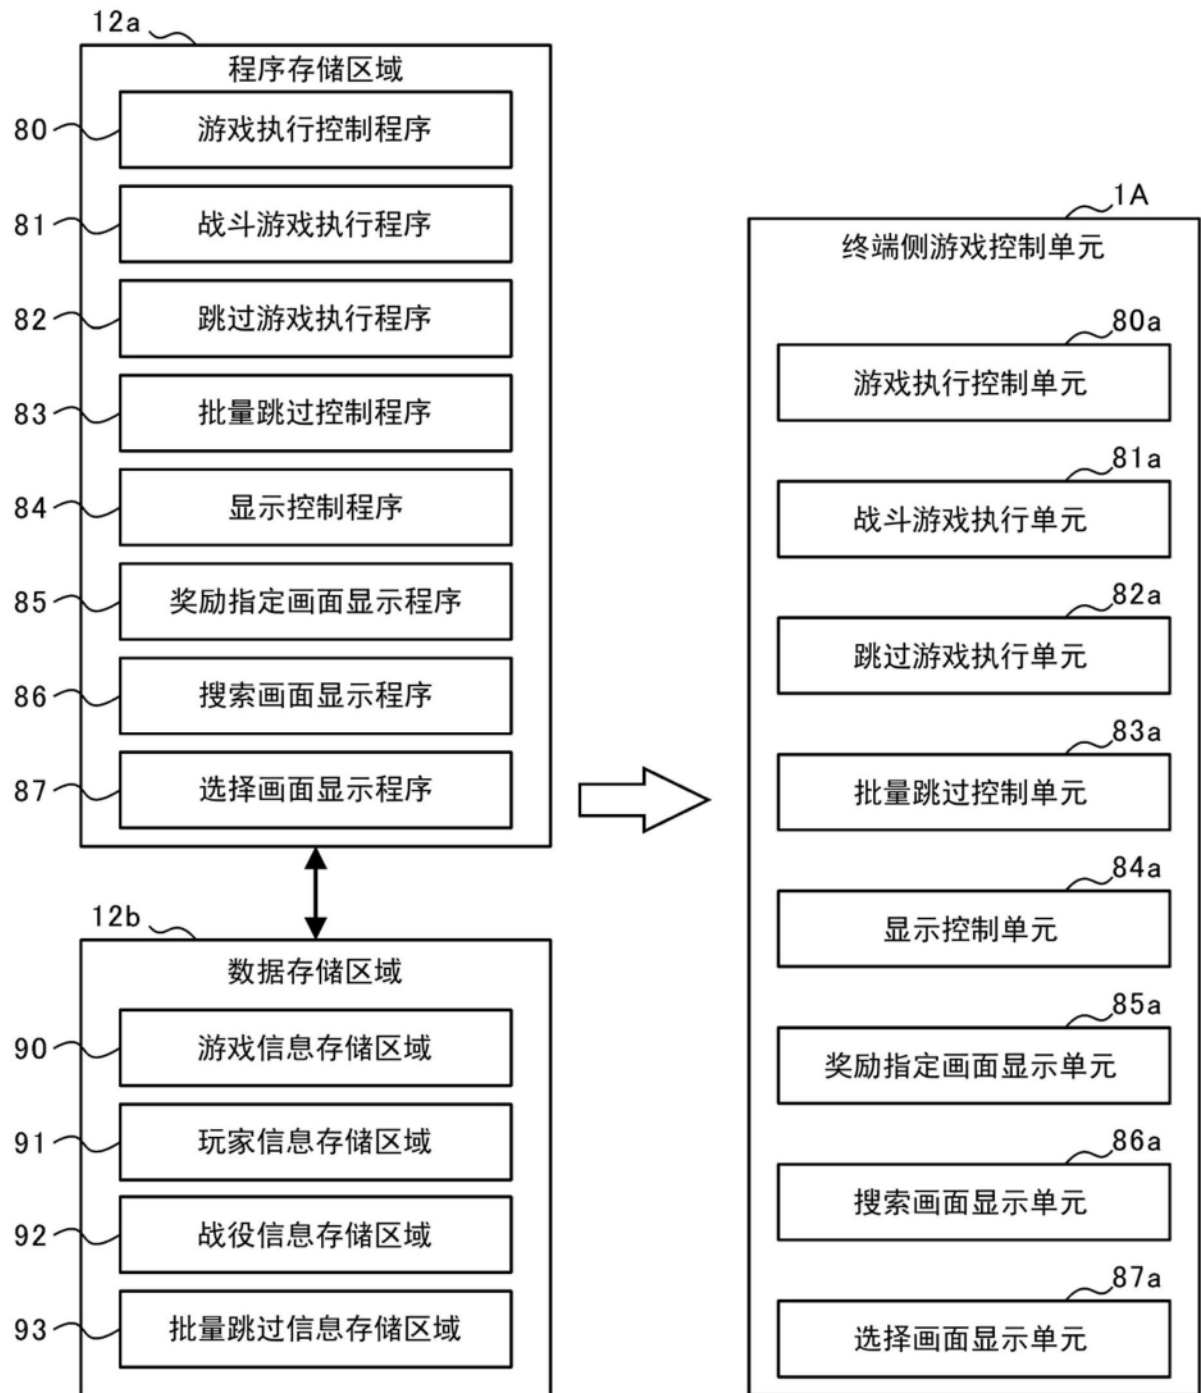 12a
程序存储区域
80
游戏执行控制程序
81
战斗游戏执行程序
82
跳过游戏执行程序
83
批量跳过控制程序
84
显示控制程序
85
奖励指定画面显示程序
86
搜索画面显示程序
87
选择画面显示程序
12b
数据存储区域
90
游戏信息存储区域
91
玩家信息存储区域
92
战役信息存储区域
93
批量跳过信息存储区域
1A
终端侧游戏控制单元
80a
游戏执行控制单元
81a
战斗游戏执行单元
82a
跳过游戏执行单元
83a
批量跳过控制单元
84a
显示控制单元
85a
奖励指定画面显示单元
86a
搜索画面显示单元
87a
选择画面显示单元